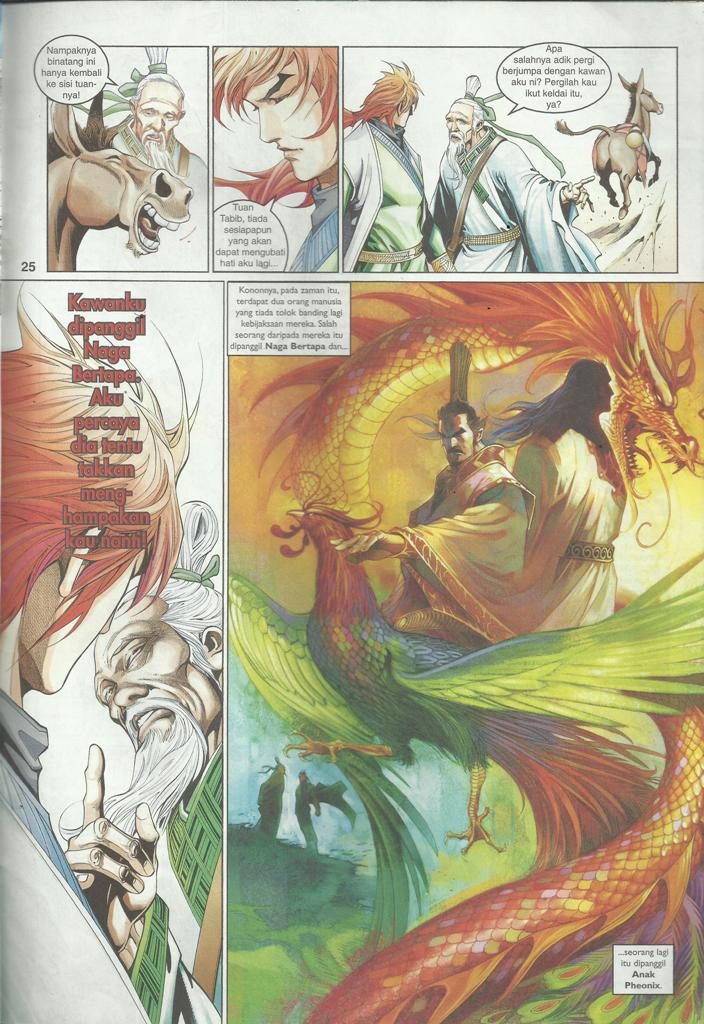 Nampaknya
binatang ini
hanya kembali
ke sisi tuan-
nya!
Tuan
Tabib, tiada
sesiapapun
yang akan
dapat mengubati
hati aku lagi...
Apa
salahnya adik pergi
berjumpa dengan kawan
aku ni? Pergilah kau
ikut keldai itu,
ya?
25
Kawanku
dipanggil
Naga
Bertapa.
Aku
percaya
dia tentu
takkan
meng-
hampakan
kau nanti!
Kononnya, pada zaman itu,
terdapat dua orang manusia
yang tiada tolok banding lagi
kebijaksaan mereka. Salah
seorang daripada mereka itu
dipanggil Naga Bertapa dan...
...seorang lagi
itu dipanggil
Anak
Pheonix.